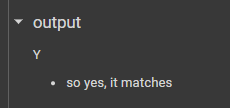 output
Y
so yes, it matches